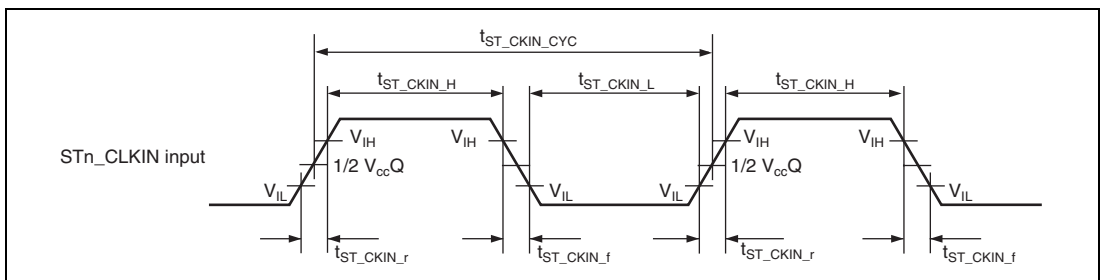 tST_CKIN_CYC
tST_CKIN_H
tST_CKIN_L
tST_CKIN_H
STn_CLKIN input
VIH
VIH
VIH
1/2 VccQ
1/2 VccQ
VIL
VIL
VIL
VIL
tST_CKIN_r
tST_CKIN_f
tST_CKIN_r
tST_CKIN_f